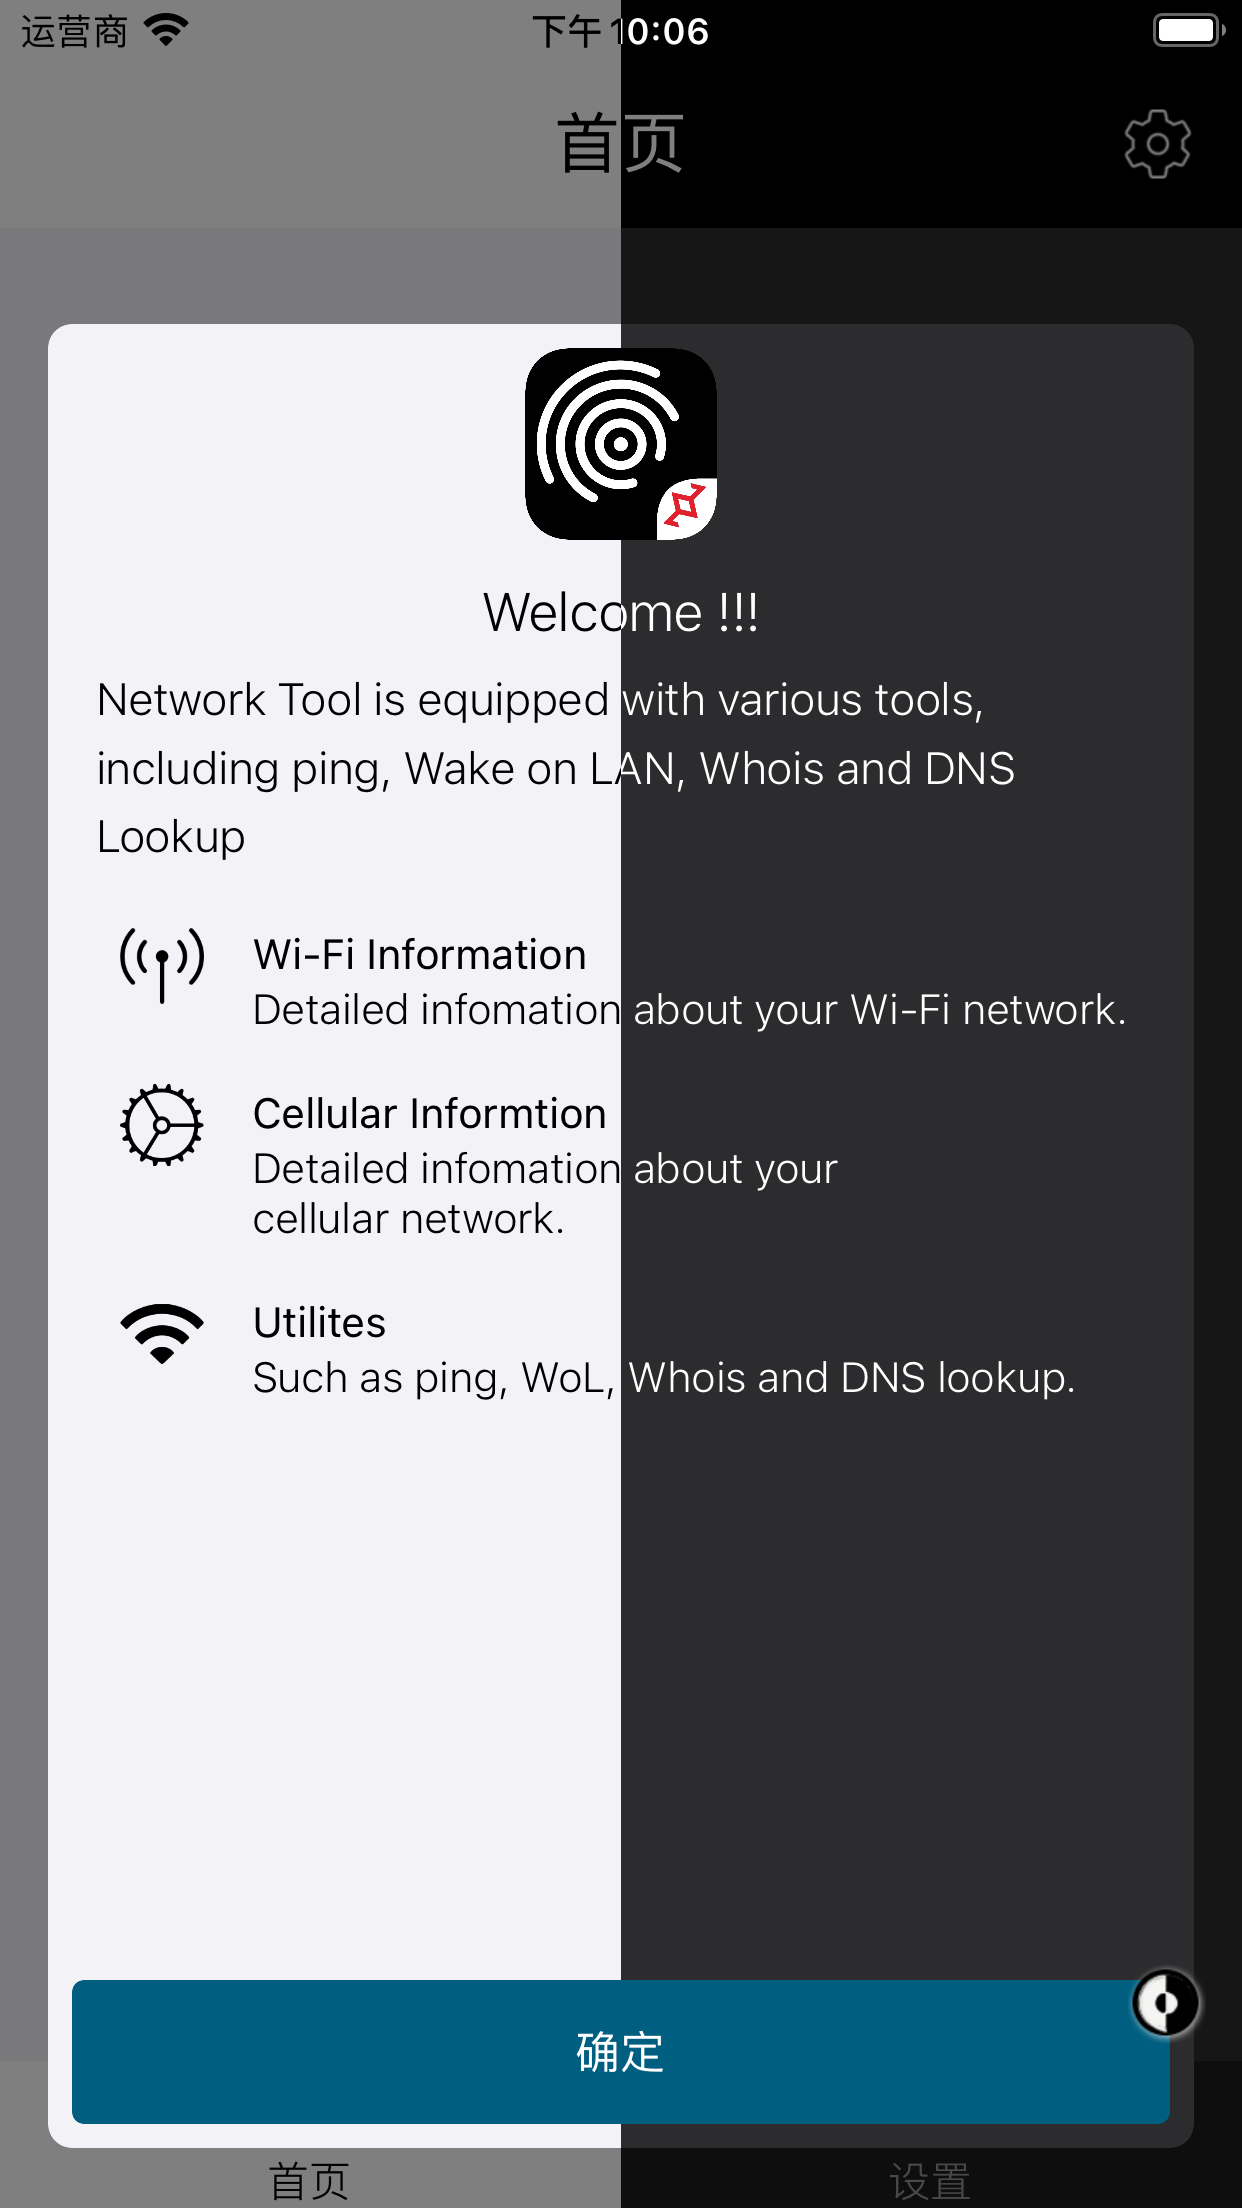 运营商 下午10:06
首页
Welcome !!!
Network Tool is equipped with various tools,
including ping, Wake on LAN, Whois and DNS
Lookup
Wi-Fi Information
Detailed infomation about your Wi-Fi network.
Cellular Informtion
Detailed infomation about your
cellular network.
Utilites
Such as ping, WoL, Whois and DNS lookup.
确定
首页 设置